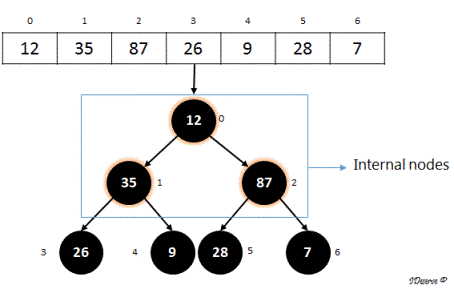 0 1 2 3 4 5 6
12 35 87 26 9 28 7
12 0
Internal nodes
35 1 87 2
3 26 4 9 28 5 7 6
IDeserve ©